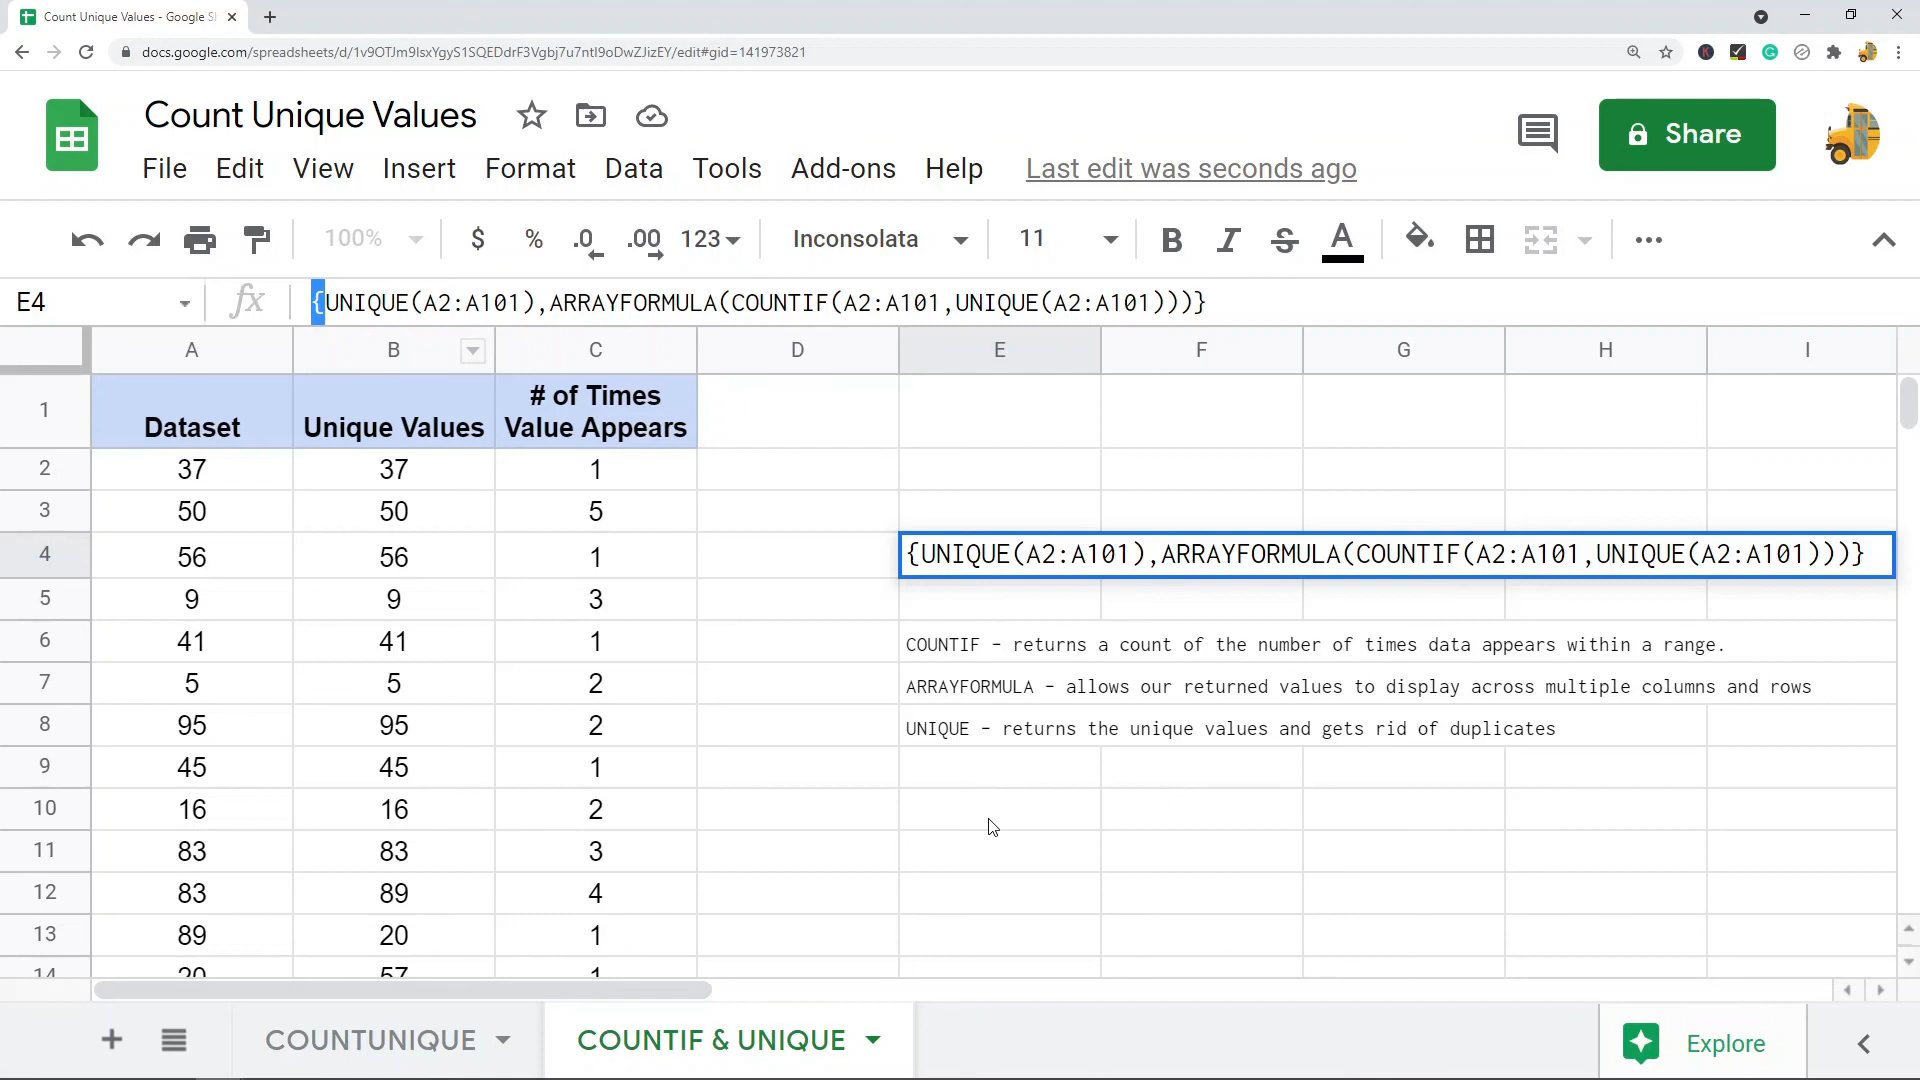 Count Unique Values - Google S
docs.google.com/spreadsheets/d/1v9OTJm9lsxYgyS1SQEDdrF3Vgbj7u7ntI9oDwZJizEY/edit#gid=141973821
Count Unique Values
Share
File Edit View Insert Format Data Tools Add-ons Help Last edit was seconds ago
100% $ % .0 .00 123 Inconsolata 11 B I S A
E4 fx {UNIQUE(A2:A101),ARRAYFORMULA(COUNTIF(A2:A101,UNIQUE(A2:A101)))}
A B C D E F G H I
1 Dataset Unique Values # of Times
Value Appears
2 37 37 1
3 50 50 5
4 56 56 1 {UNIQUE(A2:A101),ARRAYFORMULA(COUNTIF(A2:A101,UNIQUE(A2:A101)))}
5 9 9 3
6 41 41 1 COUNTIF - returns a count of the number of times data appears within a range.
7 5 5 2 ARRAYFORMULA - allows our returned values to display across multiple columns and rows
8 95 95 2 UNIQUE - returns the unique values and gets rid of duplicates
9 45 45 1
10 16 16 2
11 83 83 3
12 83 89 4
13 89 20 1
14 20 57 1
COUNTUNIQUE COUNTIF & UNIQUE Explore